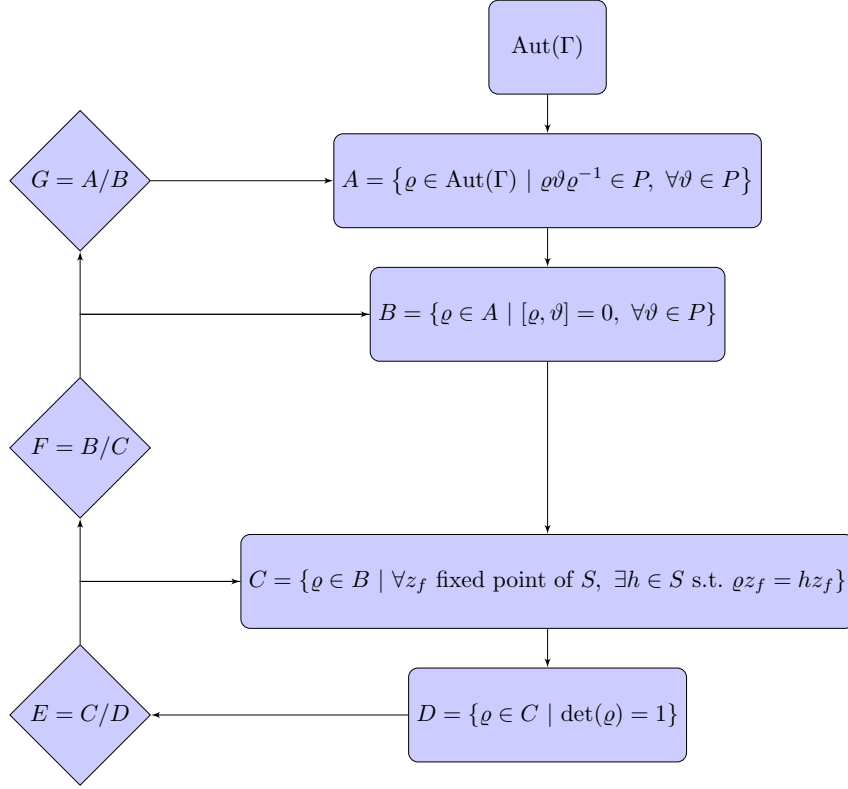 Aut(Γ)
G = A/B
A = {ϱ ∈ Aut(Γ) | ϱϑϱ⁻¹ ∈ P, ∀ϑ ∈ P}
B = {ϱ ∈ A | [ϱ, ϑ] = 0, ∀ϑ ∈ P}
F = B/C
C = {ϱ ∈ B | ∀z_f fixed point of S, ∃h ∈ S s.t. ϱz_f = hz_f}
E = C/D
D = {ϱ ∈ C | det(ϱ) = 1}